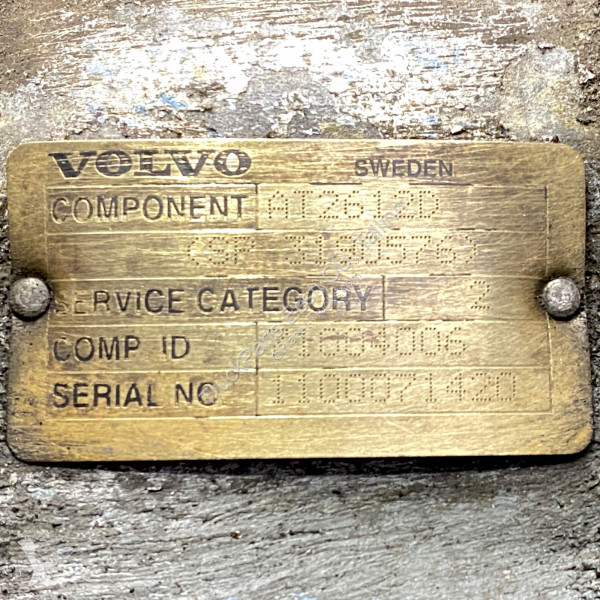 VOLVO SWEDEN
COMPONENT AT2612D
SERVICE CATEGORY 2
COMP ID
SERIAL NO 1100071420